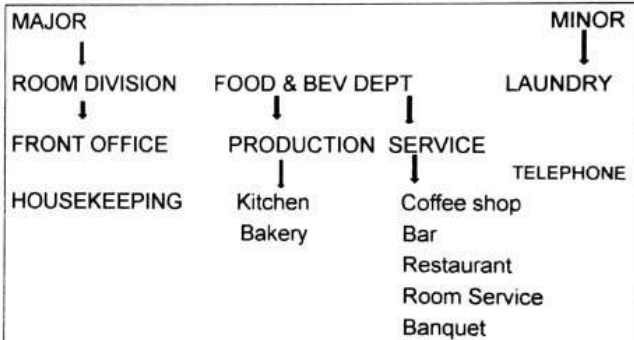 MAJOR MINOR
ROOM DIVISION FOOD & BEV DEPT LAUNDRY
FRONT OFFICE PRODUCTION SERVICE
TELEPHONE
HOUSEKEEPING Kitchen Coffee shop
Bakery Bar
Restaurant
Room Service
Banquet